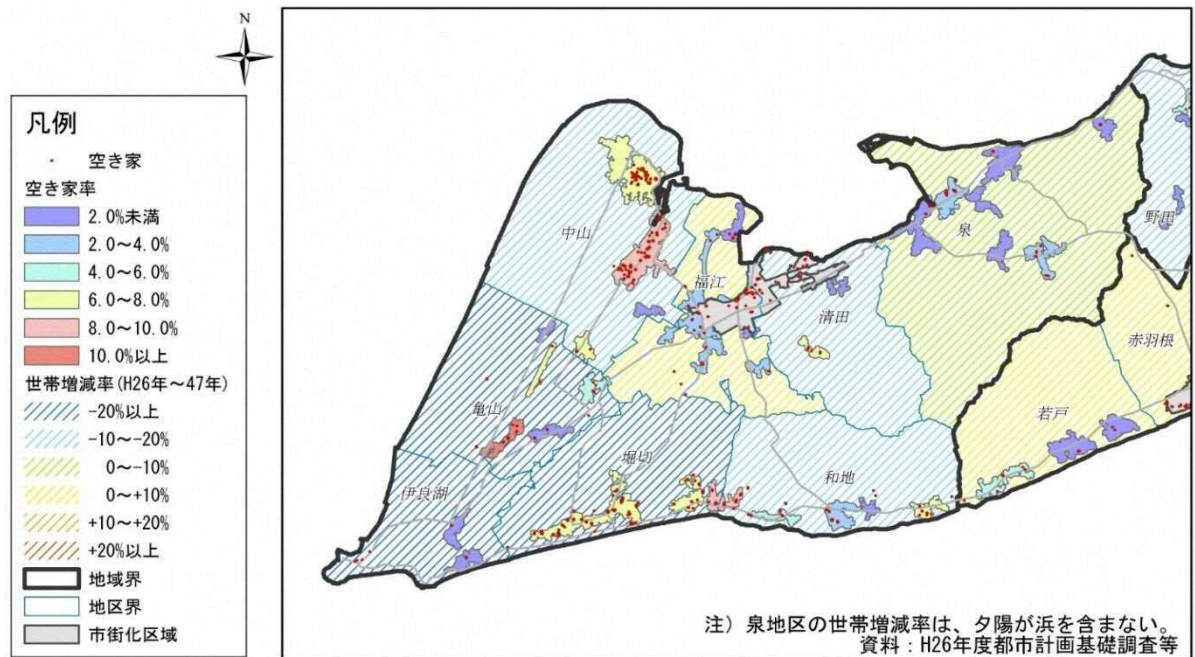 N
凡例
空き家
空き家率
2.0%未満
2.0～4.0%
4.0～6.0%
6.0～8.0%
8.0～10.0%
10.0%以上
世帯増減率(H26年～47年)
-20%以上
-10～-20%
0～-10%
0～+10%
+10～+20%
+20%以上
地域界
地区界
市街化区域
中山
福江
泉
野田
清田
赤羽根
亀山
若戸
堀切
和地
伊良湖
注）泉地区の世帯増減率は、夕陽が浜を含まない。
資料：H26年度都市計画基礎調査等